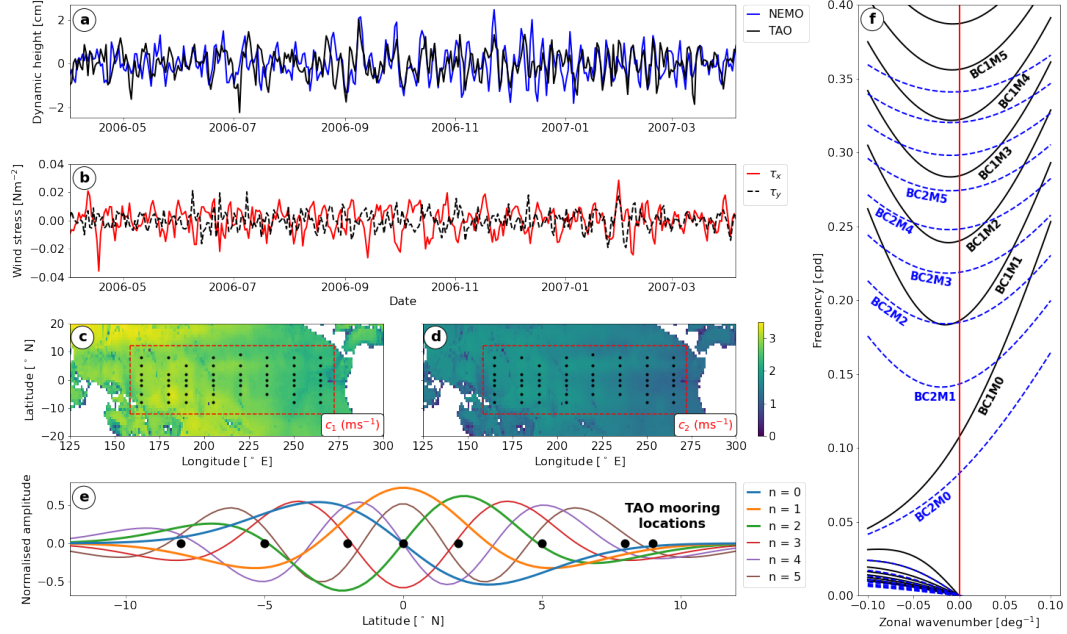 a
Dynamic height [cm]
2
0
−2
2006-05
2006-07
2006-09
2006-11
2007-01
2007-03
NEMO
TAO
b
Wind stress [Nm−2]
0.04
0.02
0.00
−0.02
−0.04
2006-05
2006-07
2006-09
2006-11
2007-01
2007-03
Date
τx
τy
c
Latitude [° N]
20
10
0
−10
−20
125
150
175
200
225
250
275
300
Longitude [° E]
c1 (ms−1)
d
125
150
175
200
225
250
275
300
Longitude [° E]
c2 (ms−1)
3
2
1
0
e
Normalised amplitude
0.5
0.0
−0.5
−10
−5
0
5
10
Latitude [° N]
TAO mooring
locations
n = 0
n = 1
n = 2
n = 3
n = 4
n = 5
f
Frequency [cpd]
0.40
0.35
0.30
0.25
0.20
0.15
0.10
0.05
0.00
−0.10
−0.05
0.00
0.05
0.10
Zonal wavenumber [deg−1]
BC1M5
BC1M4
BC1M3
BC2M5
BC1M2
BC2M4
BC1M1
BC2M3
BC2M2
BC2M1
BC1M0
BC2M0